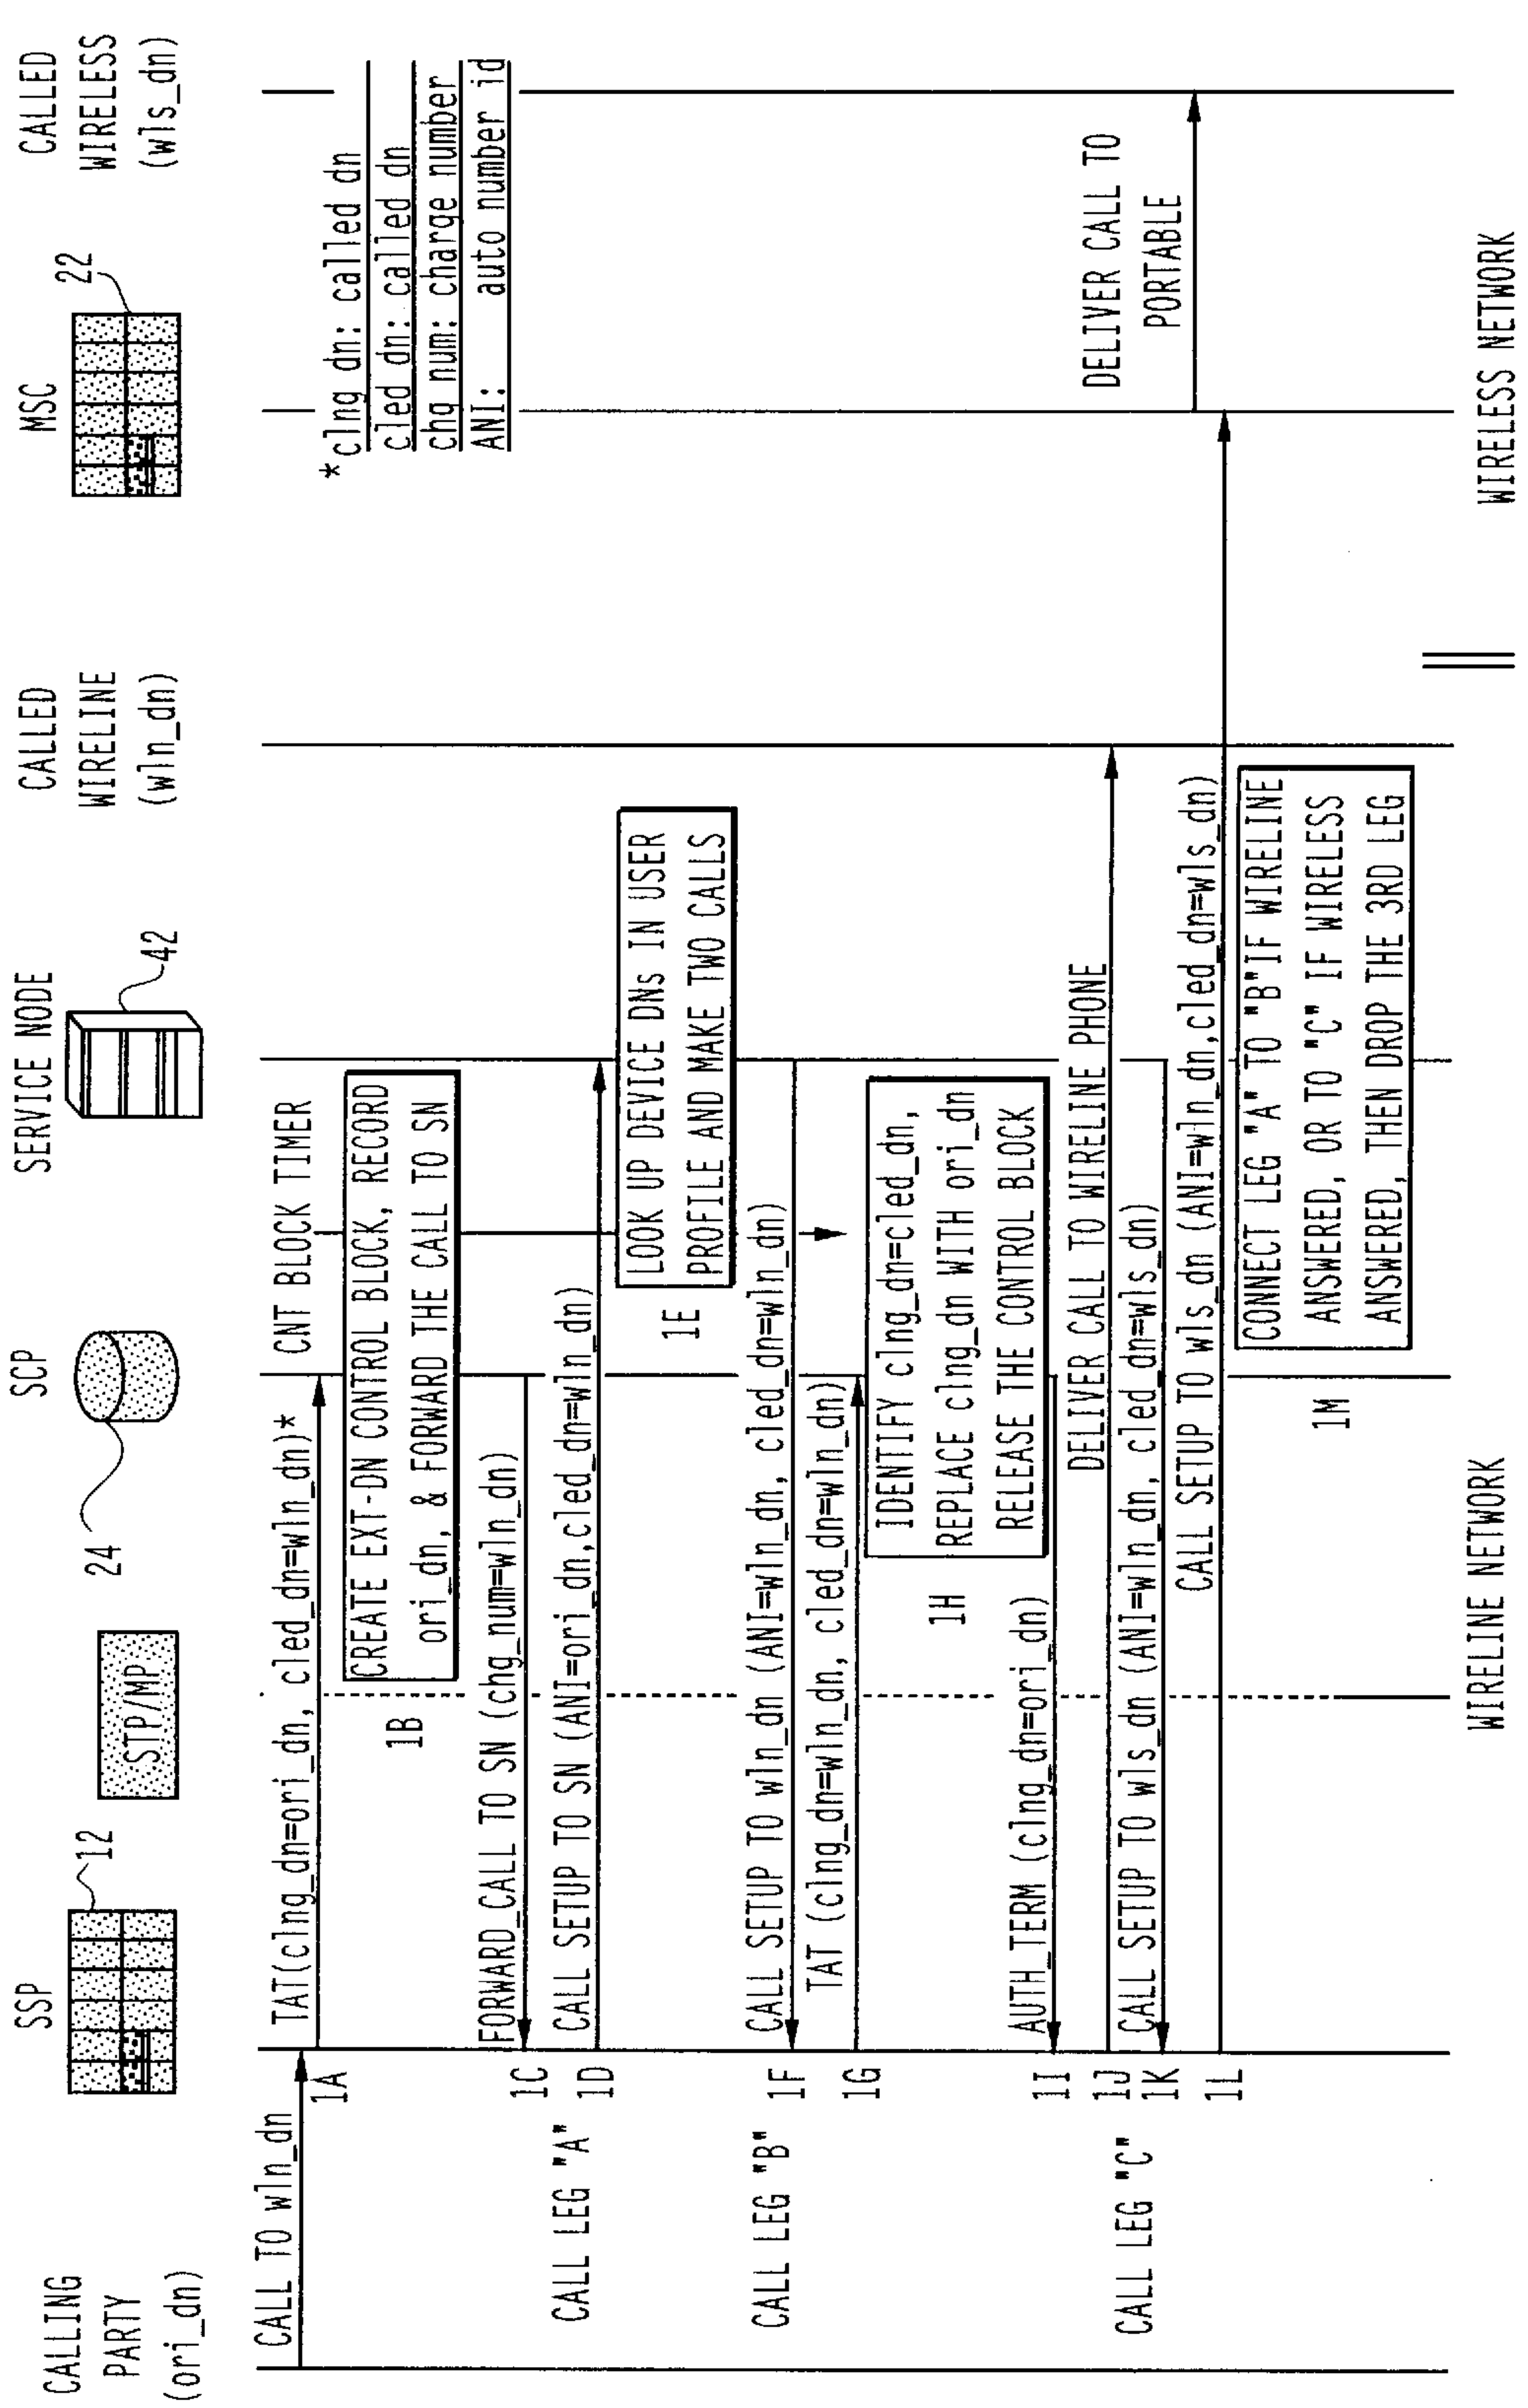 CALLING
PARTY
(ori_dn)
SSP
12
STP/MP
24
SCP
SERVICE NODE
42
CALLED
WIRELINE
(wln_dn)
MSC
22
CALLED
WIRELESS
(wls_dn)
CALL TO wln_dn
1A
TAT(clng_dn=ori_dn, cled_dn=wln_dn)*
CNT BLOCK TIMER
*clng dn: called dn
cled dn: called dn
chg num: charge number
ANI: auto number id
1B
CREATE EXT-DN CONTROL BLOCK, RECORD
ori_dn, & FORWARD THE CALL TO SN
1C
FORWARD_CALL TO SN (chg_num=wln_dn)
CALL LEG "A"
1D
CALL SETUP TO SN (ANI=ori_dn,cled_dn=wln_dn)
1E
LOOK UP DEVICE DNs IN USER
PROFILE AND MAKE TWO CALLS
CALL LEG "B"
1F
CALL SETUP TO wln_dn (ANI=wln_dn, cled_dn=wln_dn)
1G
TAT (clng_dn=wln_dn, cled_dn=wln_dn)
1H
IDENTIFY clng_dn=cled_dn,
REPLACE clng_dn WITH ori_dn
RELEASE THE CONTROL BLOCK
1I
AUTH_TERM (clng_dn=ori_dn)
1J
DELIVER CALL TO WIRELINE PHONE
CALL LEG "C"
1K
CALL SETUP TO wls_dn (ANI=wln_dn, cled_dn=wls_dn)
1L
CALL SETUP TO wls_dn (ANI=wln_dn,cled_dn=wls_dn)
DELIVER CALL TO
PORTABLE
1M
CONNECT LEG "A" TO "B"IF WIRELINE
ANSWERED, OR TO "C" IF WIRELESS
ANSWERED, THEN DROP THE 3RD LEG
WIRELINE NETWORK
WIRELESS NETWORK